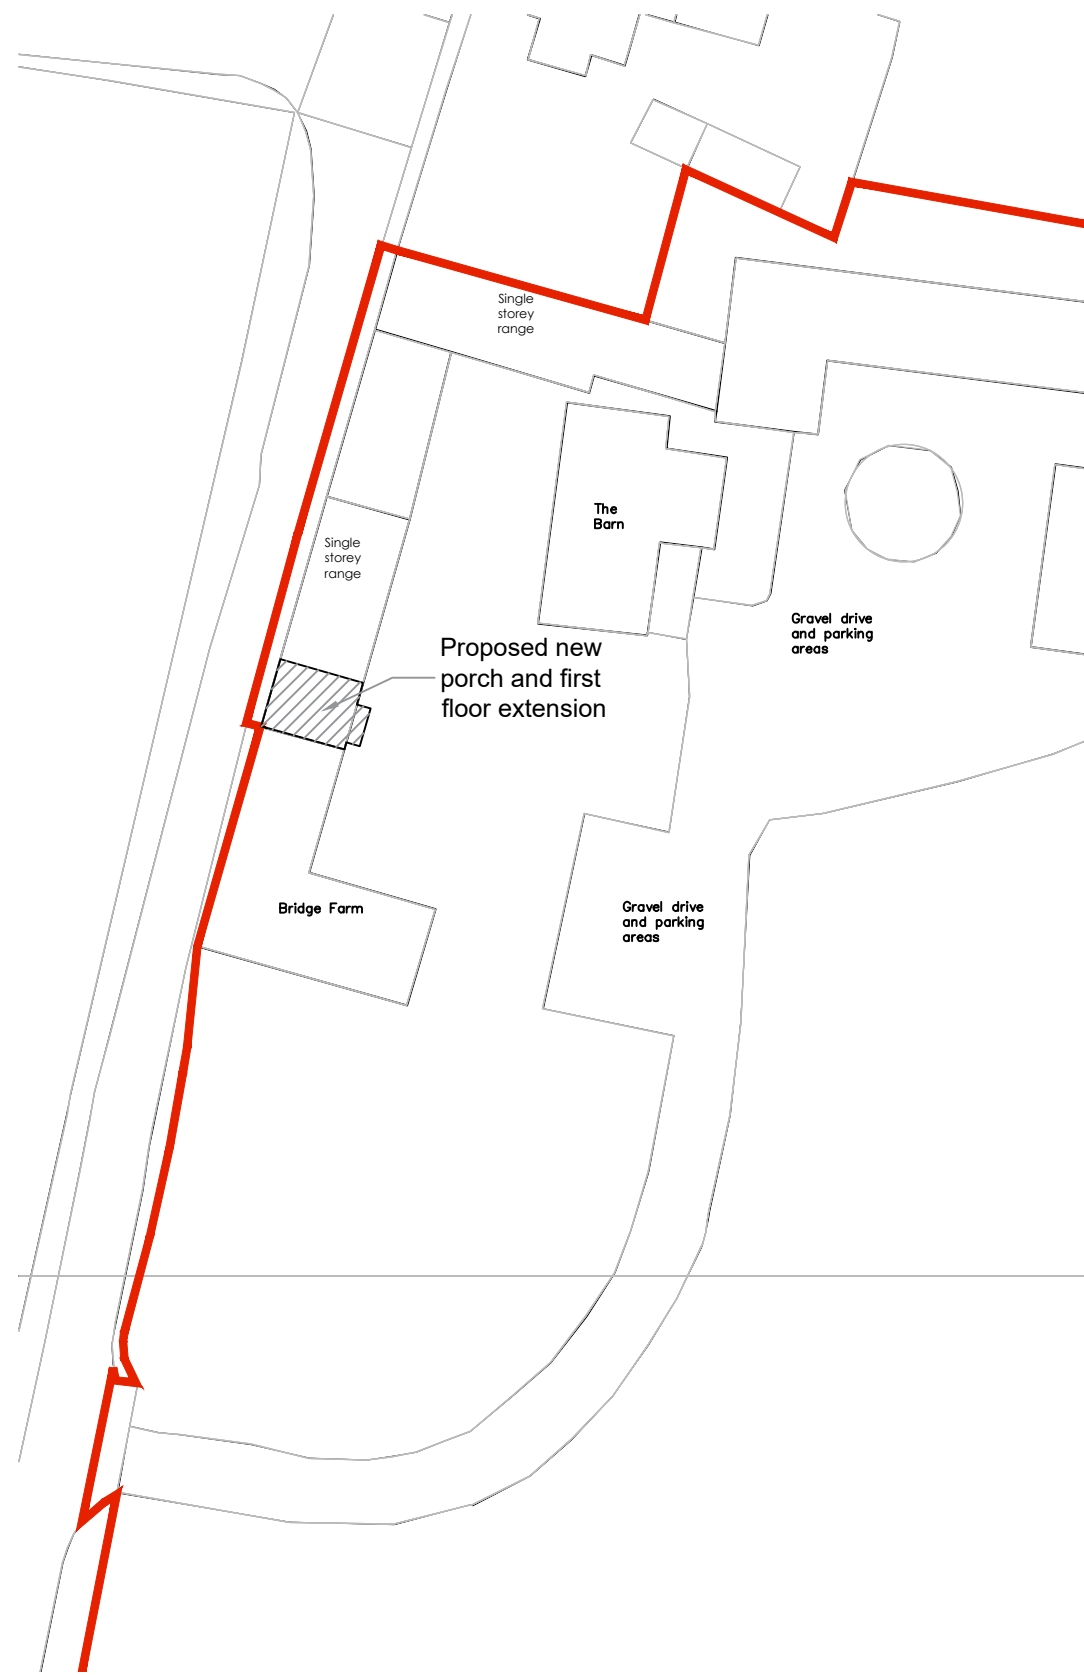 Single
storey
range
The
Barn
Single
storey
range
Gravel drive
and parking
areas
Proposed new
porch and first
floor extension
Bridge Farm
Gravel drive
and parking
areas